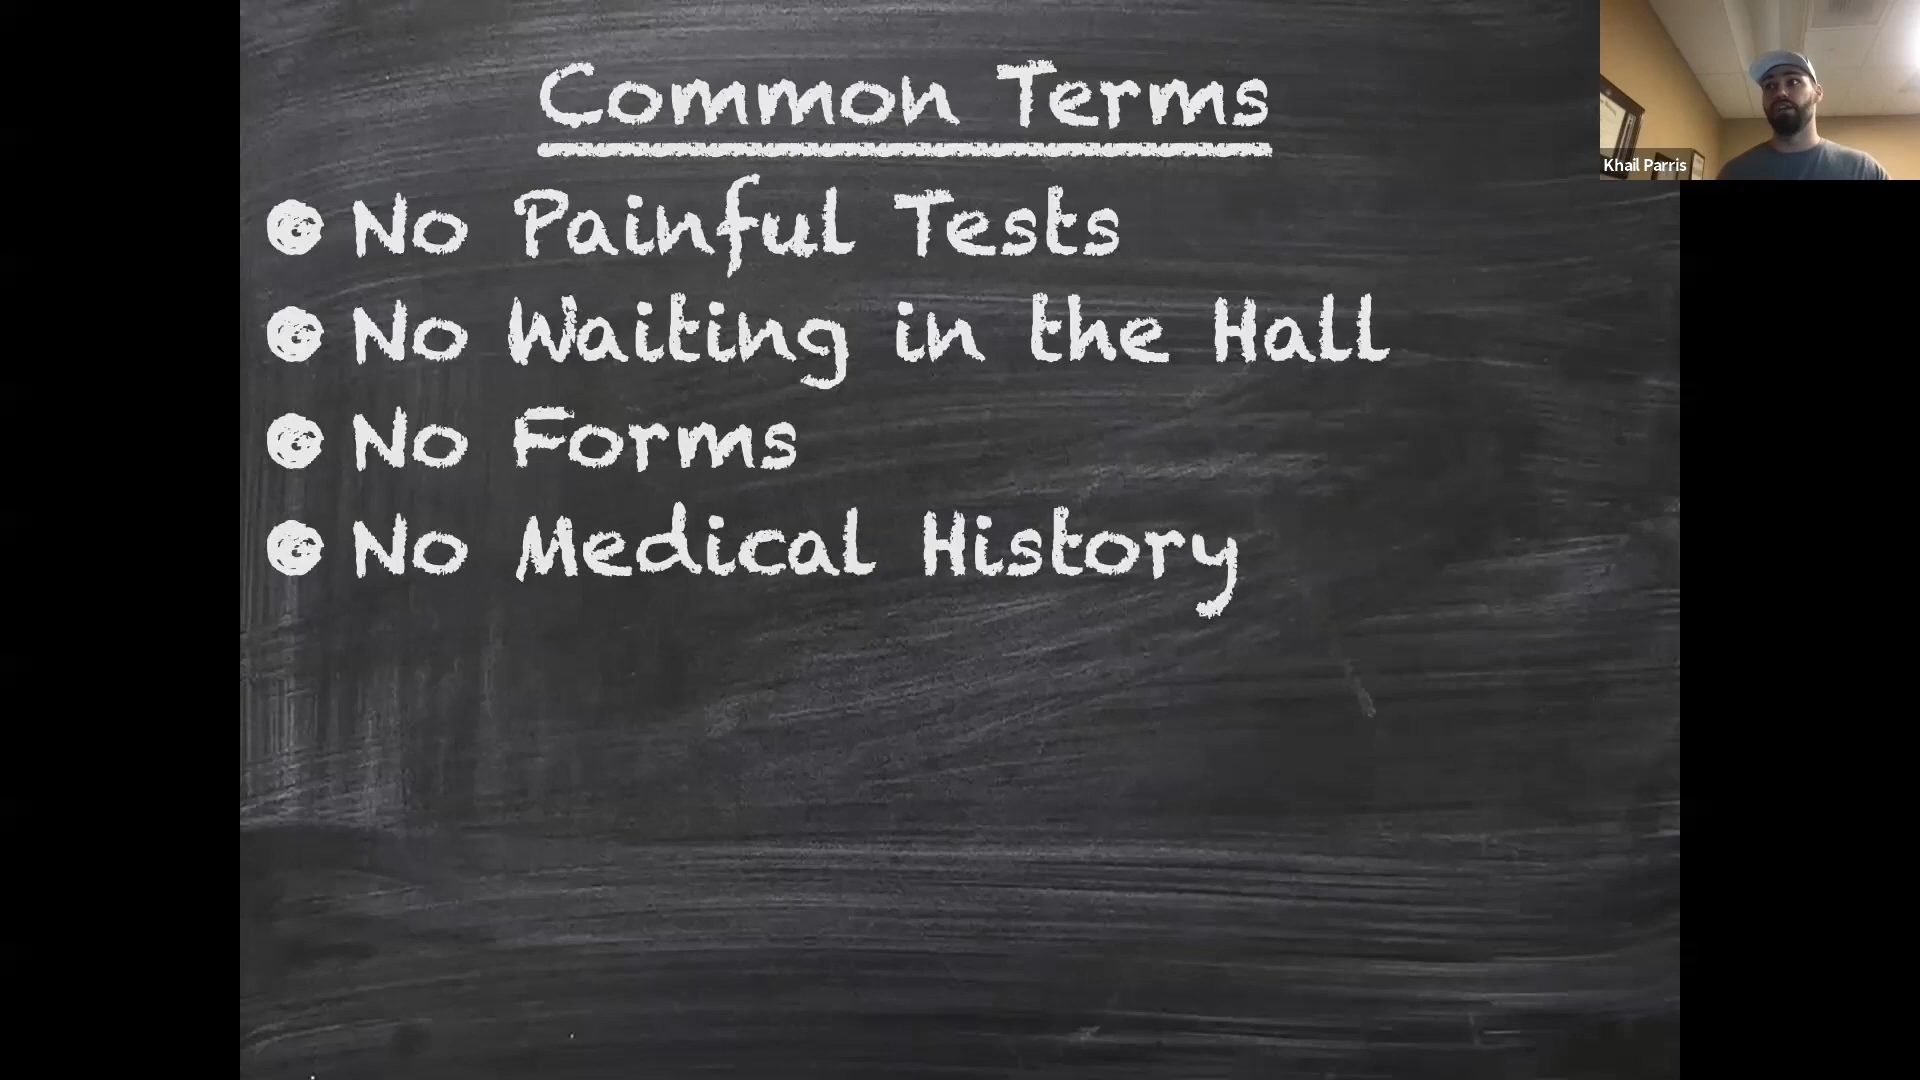 Common Terms
No Painful Tests
No Waiting in the Hall
No Forms
No Medical History
Khail Parris